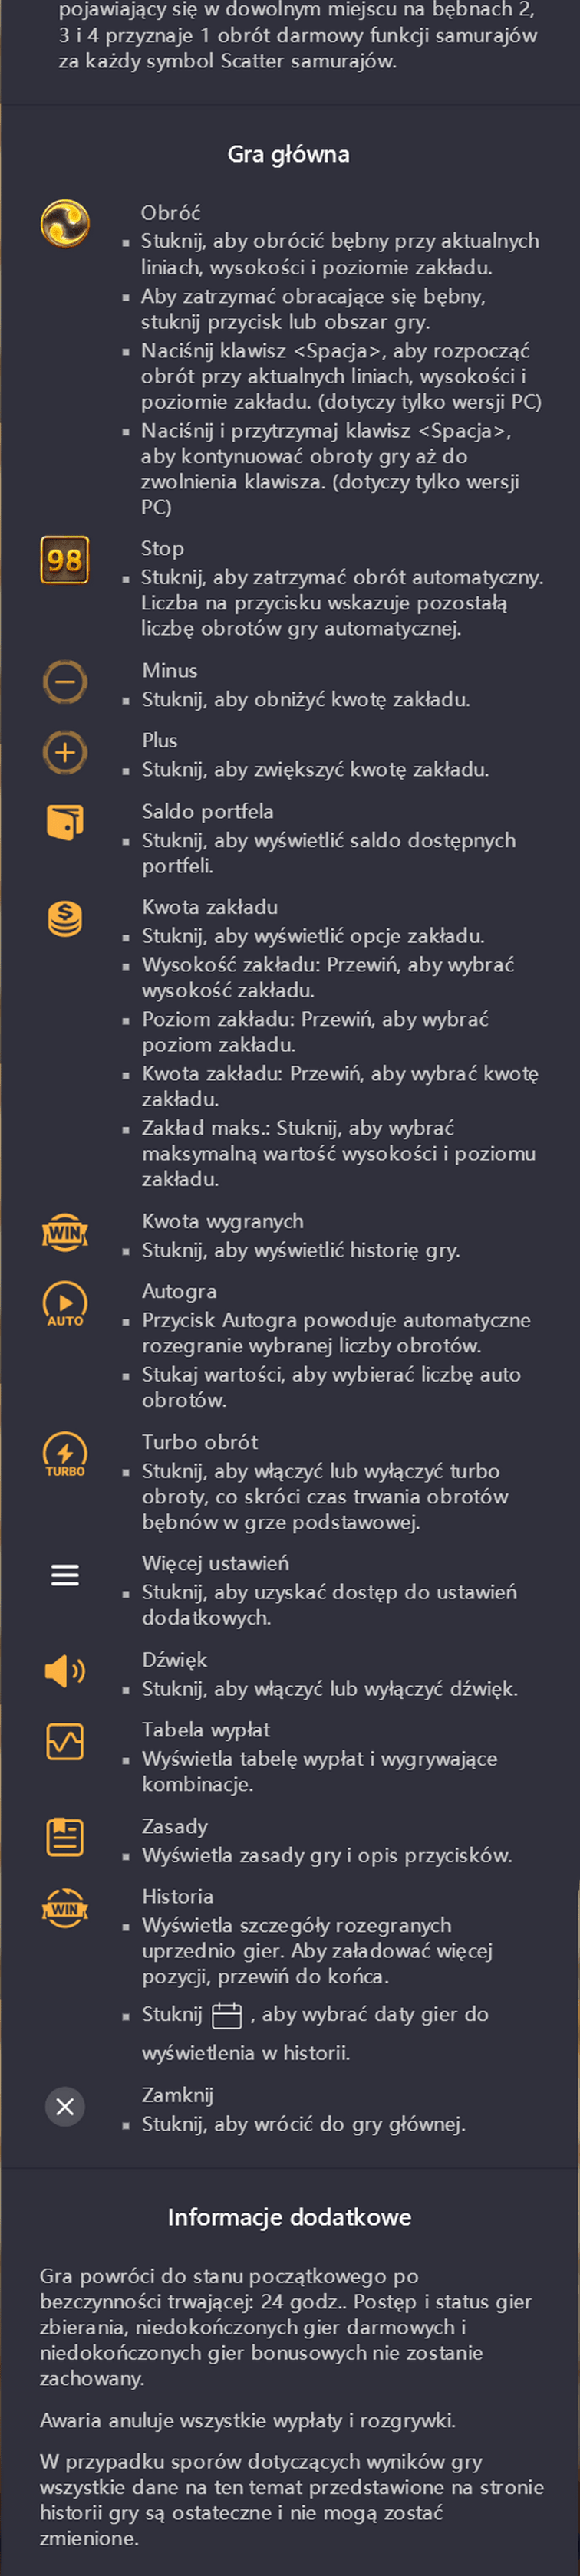 pojawiający się w dowolnym miejscu na bębnach 2,
3 i 4 przyznaje 1 obrót darmowy funkcji samurajów
za każdy symbol Scatter samurajów.
Gra główna
Obróć
Stuknij, aby obrócić bębny przy aktualnych
liniach, wysokości i poziomie zakładu.
Aby zatrzymać obracające się bębny,
stuknij przycisk lub obszar gry.
Naciśnij klawisz <Spacja>, aby rozpocząć
obrót przy aktualnych liniach, wysokości i
poziomie zakładu. (dotyczy tylko wersji PC)
Naciśnij i przytrzymaj klawisz <Spacja>,
aby kontynuować obroty gry aż do
zwolnienia klawisza. (dotyczy tylko wersji
PC)
98
Stop
Stuknij, aby zatrzymać obrót automatyczny.
Liczba na przycisku wskazuje pozostałą
liczbę obrotów gry automatycznej.
Minus
Stuknij, aby obniżyć kwotę zakładu.
Plus
Stuknij, aby zwiększyć kwotę zakładu.
Saldo portfela
Stuknij, aby wyświetlić saldo dostępnych
portfeli.
Kwota zakładu
Stuknij, aby wyświetlić opcje zakładu.
Wysokość zakładu: Przewiń, aby wybrać
wysokość zakładu.
Poziom zakładu: Przewiń, aby wybrać
poziom zakładu.
Kwota zakładu: Przewiń, aby wybrać kwotę
zakładu.
Zakład maks.: Stuknij, aby wybrać
maksymalną wartość wysokości i poziomu
zakładu.
WIN
Kwota wygranych
Stuknij, aby wyświetlić historię gry.
AUTO
Autogra
Przycisk Autogra powoduje automatyczne
rozegranie wybranej liczby obrotów.
Stukaj wartości, aby wybierać liczbę auto
obrotów.
TURBO
Turbo obrót
Stuknij, aby włączyć lub wyłączyć turbo
obroty, co skróci czas trwania obrotów
bębnów w grze podstawowej.
Więcej ustawień
Stuknij, aby uzyskać dostęp do ustawień
dodatkowych.
Dźwięk
Stuknij, aby włączyć lub wyłączyć dźwięk.
Tabela wypłat
Wyświetla tabelę wypłat i wygrywające
kombinacje.
Zasady
Wyświetla zasady gry i opis przycisków.
WIN
Historia
Wyświetla szczegóły rozegranych
uprzednio gier. Aby załadować więcej
pozycji, przewiń do końca.
Stuknij , aby wybrać daty gier do
wyświetlenia w historii.
Zamknij
Stuknij, aby wrócić do gry głównej.
Informacje dodatkowe
Gra powróci do stanu początkowego po
bezczynności trwającej: 24 godz.. Postęp i status gier
zbierania, niedokończonych gier darmowych i
niedokończonych gier bonusowych nie zostanie
zachowany.
Awaria anuluje wszystkie wypłaty i rozgrywki.
W przypadku sporów dotyczących wyników gry
wszystkie dane na ten temat przedstawione na stronie
historii gry są ostateczne i nie mogą zostać
zmienione.